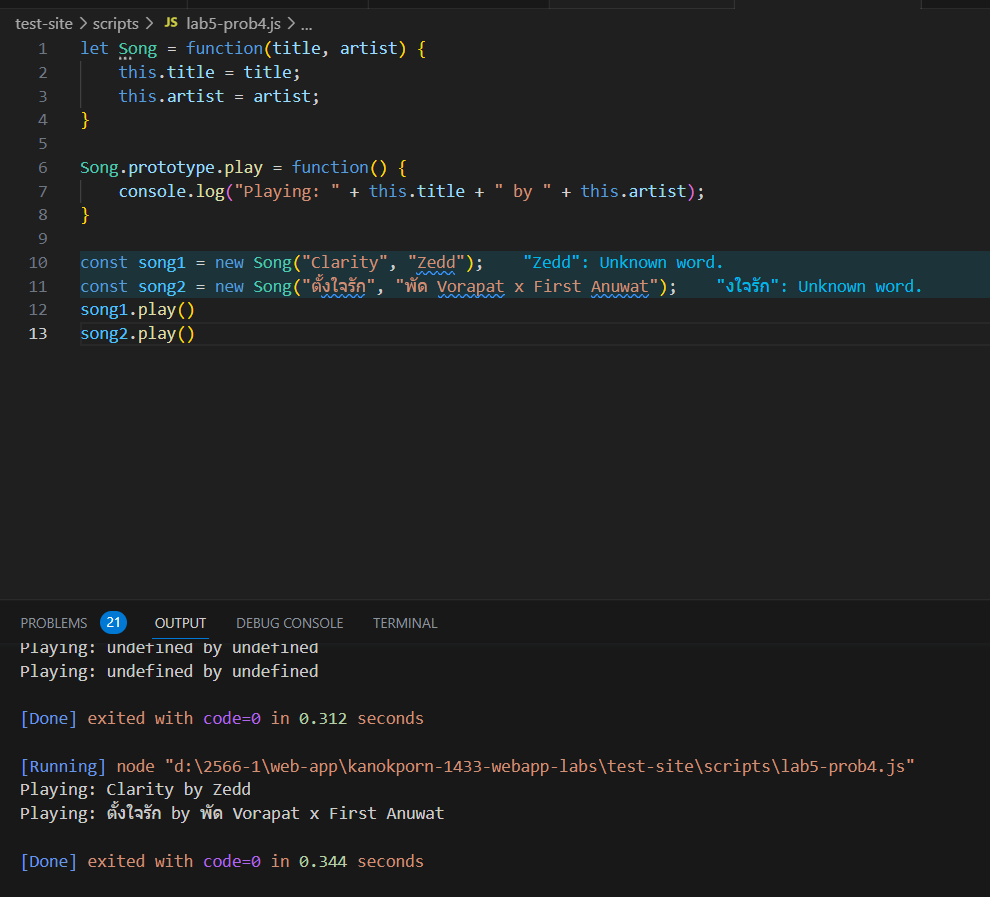 test-site > scripts > JS lab5-prob4.js > ...
1 let Song = function(title, artist) {
2 this.title = title;
3 this.artist = artist;
4 }
5
6 Song.prototype.play = function() {
7 console.log("Playing: " + this.title + " by " + this.artist);
8 }
9
10 const song1 = new Song("Clarity", "Zedd"); "Zedd": Unknown word.
11 const song2 = new Song("ตั้งใจรัก", "พัด Vorapat x First Anuwat"); "งใจรัก": Unknown word.
12 song1.play()
13 song2.play()
PROBLEMS 21 OUTPUT DEBUG CONSOLE TERMINAL
Playing: undefined by undefined
Playing: undefined by undefined
[Done] exited with code=0 in 0.312 seconds
[Running] node "d:\2566-1\web-app\kanokporn-1433-webapp-labs\test-site\scripts\lab5-prob4.js"
Playing: Clarity by Zedd
Playing: ตั้งใจรัก by พัด Vorapat x First Anuwat
[Done] exited with code=0 in 0.344 seconds